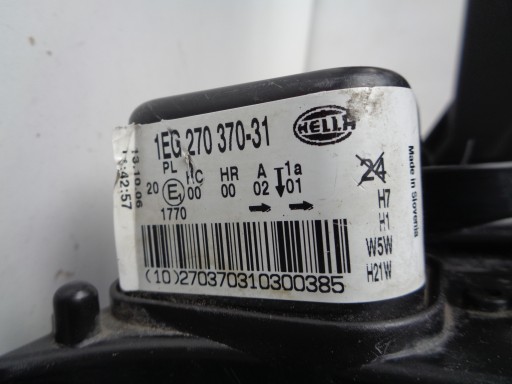 1EG 270 370-31
HELLA
PL HC HR A 1a
20 E1 00 00 02 01
1770
13.10.06
13:42:57
24
H7
H1
W5W
H21W
Made in Slovenia
(10)270370310300385